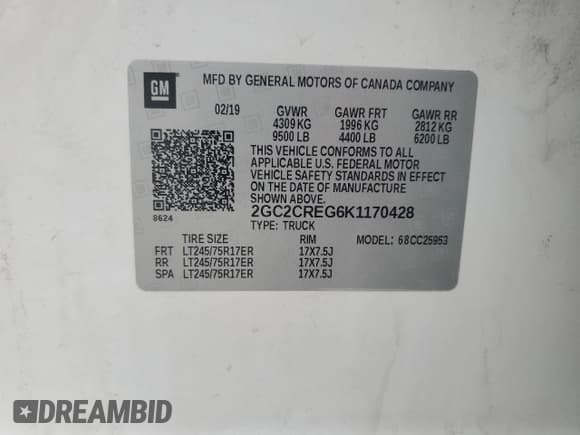 GM
MFD BY GENERAL MOTORS OF CANADA COMPANY
02/19 GVWR GAWR FRT GAWR RR
4309 KG 1996 KG 2812 KG
9500 LB 4400 LB 6200 LB
THIS VEHICLE CONFORMS TO ALL
APPLICABLE U.S. FEDERAL MOTOR
VEHICLE SAFETY STANDARDS IN EFFECT
ON THE DATE OF MANUFACTURE SHOWN ABOVE.
8624 2GC2CREG6K1170428
TYPE: TRUCK
TIRE SIZE RIM MODEL: 68CC25953
FRT LT245/75R17ER 17X7.5J
RR LT245/75R17ER 17X7.5J
SPA LT245/75R17ER 17X7.5J
DREAMBID